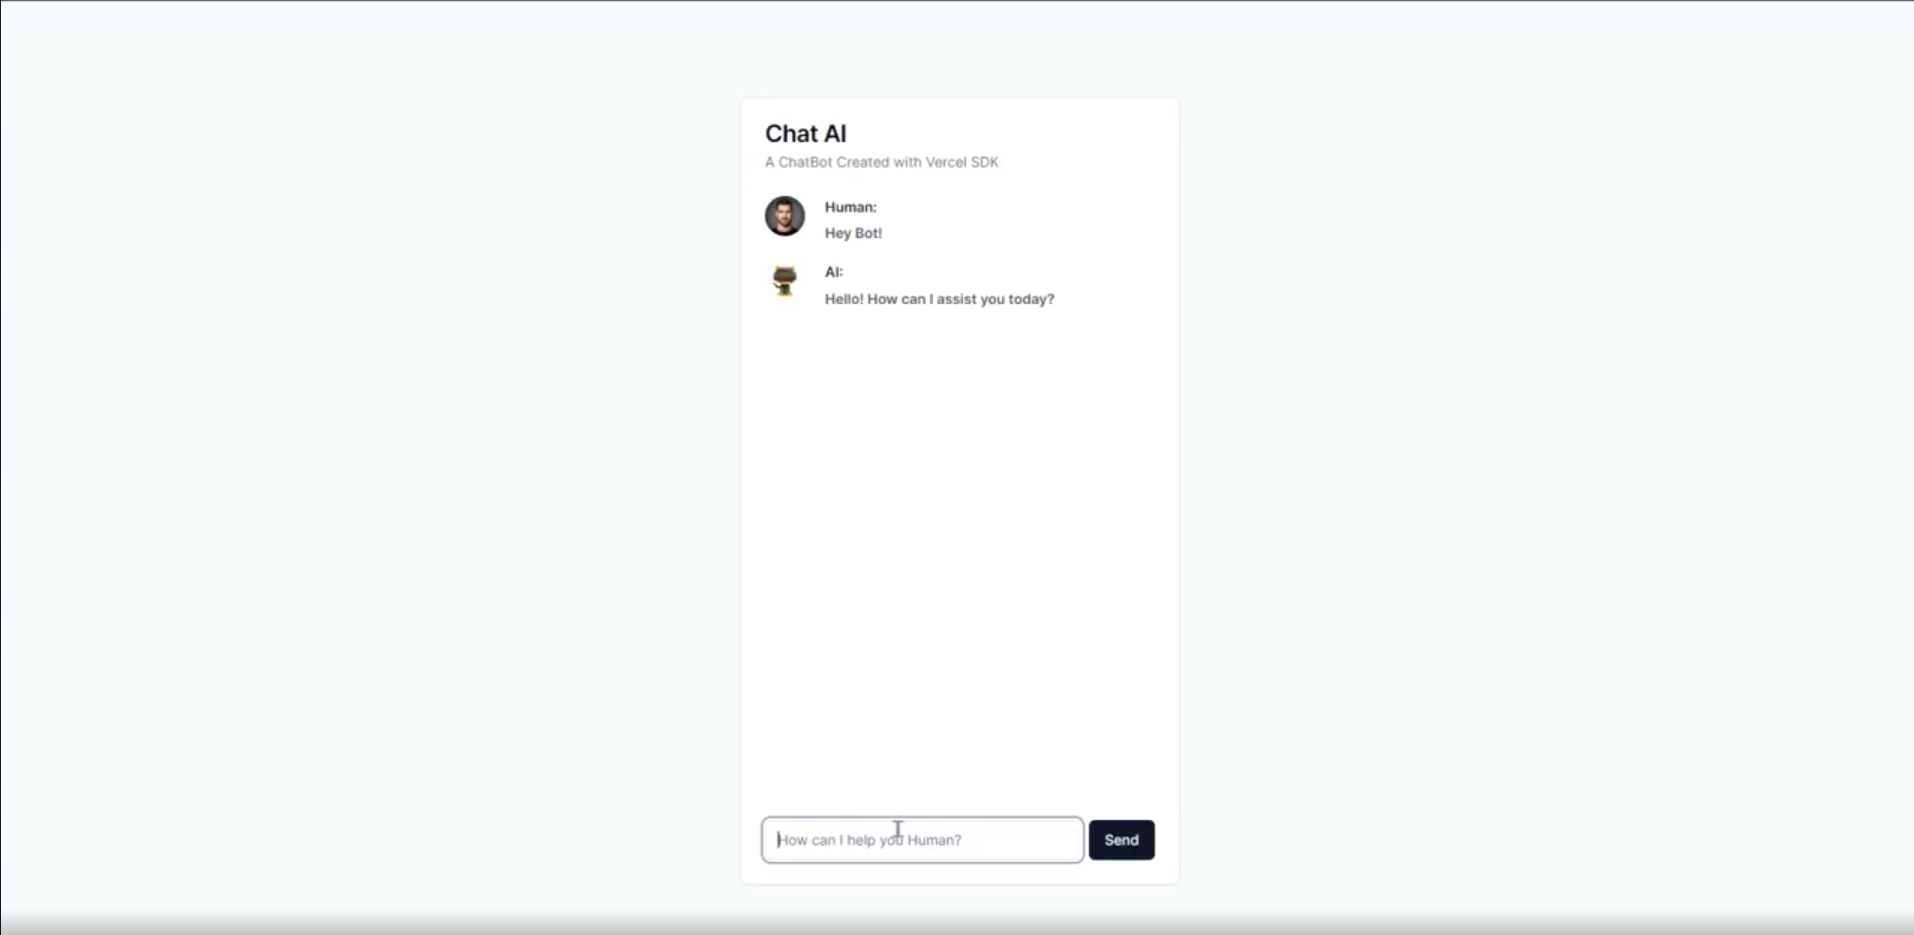 Chat AI
A ChatBot Created with Vercel SDK
Human:
Hey Bot!
AI:
Hello! How can I assist you today?
How can I help you Human?
Send